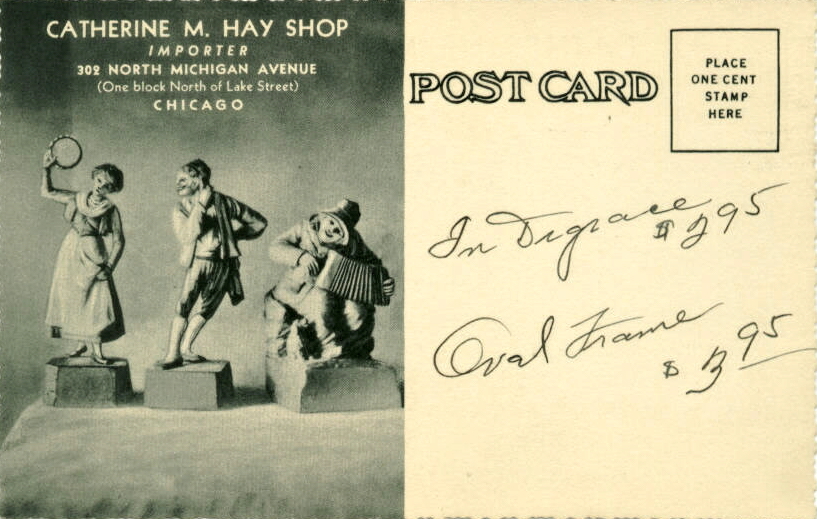 CATHERINE M. HAY SHOP
IMPORTER
302 NORTH MICHIGAN AVENUE
(One block North of Lake Street)
CHICAGO
POST CARD
PLACE
ONE CENT
STAMP
HERE
In Disgrace
$2 95
Oval Frame
$3 95